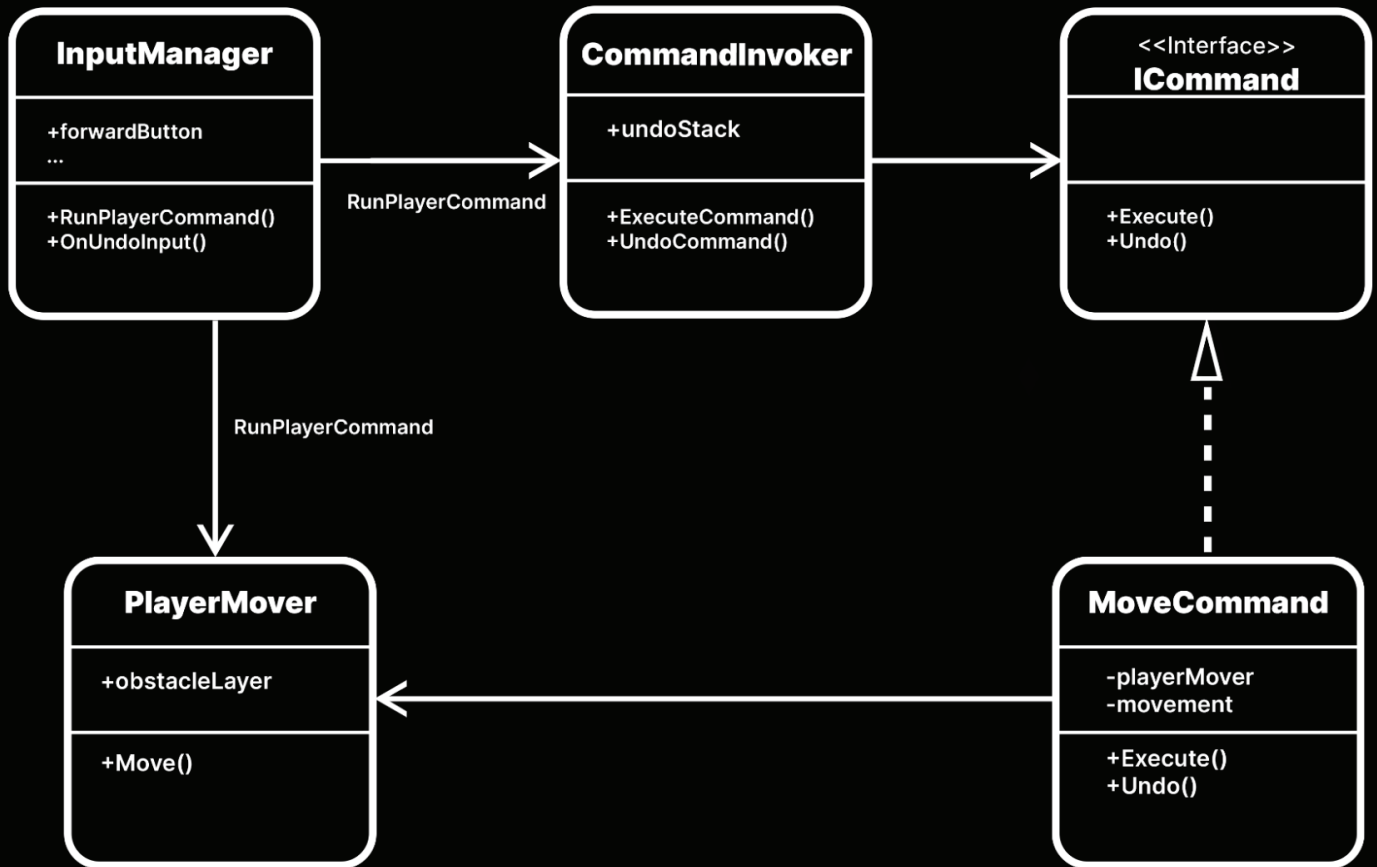 InputManager
+forwardButton
...
+RunPlayerCommand()
+OnUndoInput()
RunPlayerCommand
CommandInvoker
+undoStack
+ExecuteCommand()
+UndoCommand()
<<Interface>>
ICommand
+Execute()
+Undo()
RunPlayerCommand
PlayerMover
+obstacleLayer
+Move()
MoveCommand
-playerMover
-movement
+Execute()
+Undo()